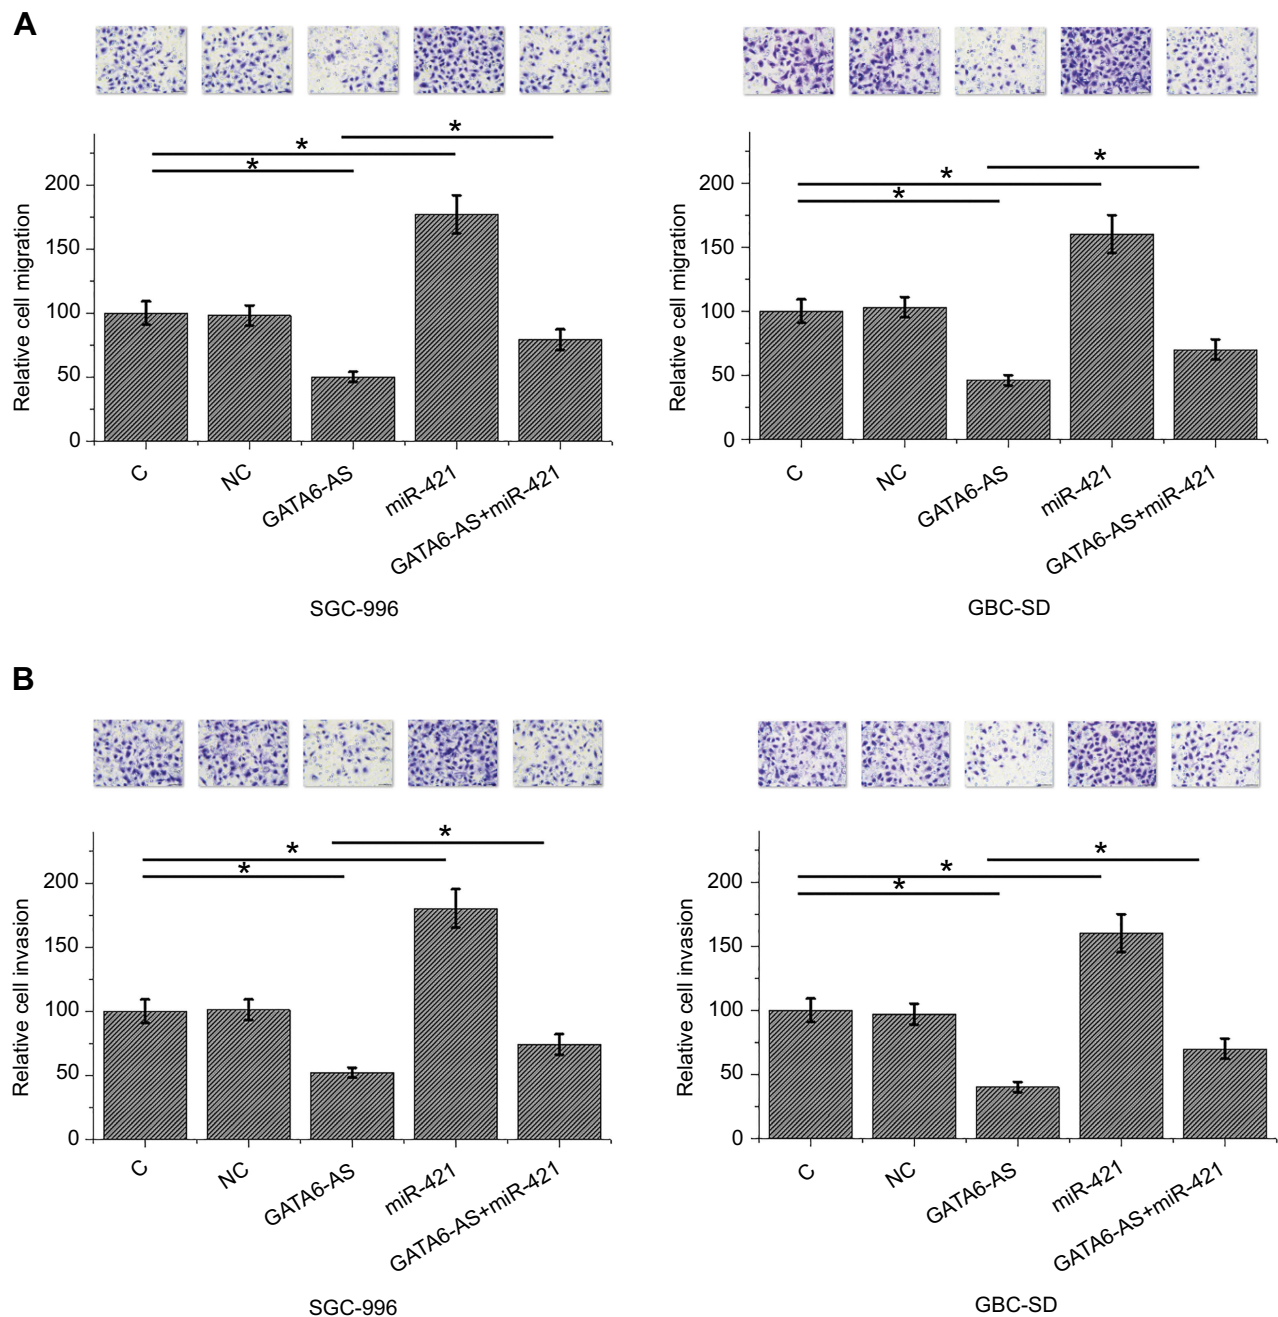 A
*
*
*
Relative cell migration
200
150
100
50
0
C
NC
GATA6-AS
miR-421
GATA6-AS+miR-421
SGC-996
*
*
*
Relative cell migration
200
150
100
50
0
C
NC
GATA6-AS
miR-421
GATA6-AS+miR-421
GBC-SD
B
*
*
*
Relative cell invasion
200
150
100
50
0
C
NC
GATA6-AS
miR-421
GATA6-AS+miR-421
SGC-996
*
*
*
Relative cell invasion
200
150
100
50
0
C
NC
GATA6-AS
miR-421
GATA6-AS+miR-421
GBC-SD